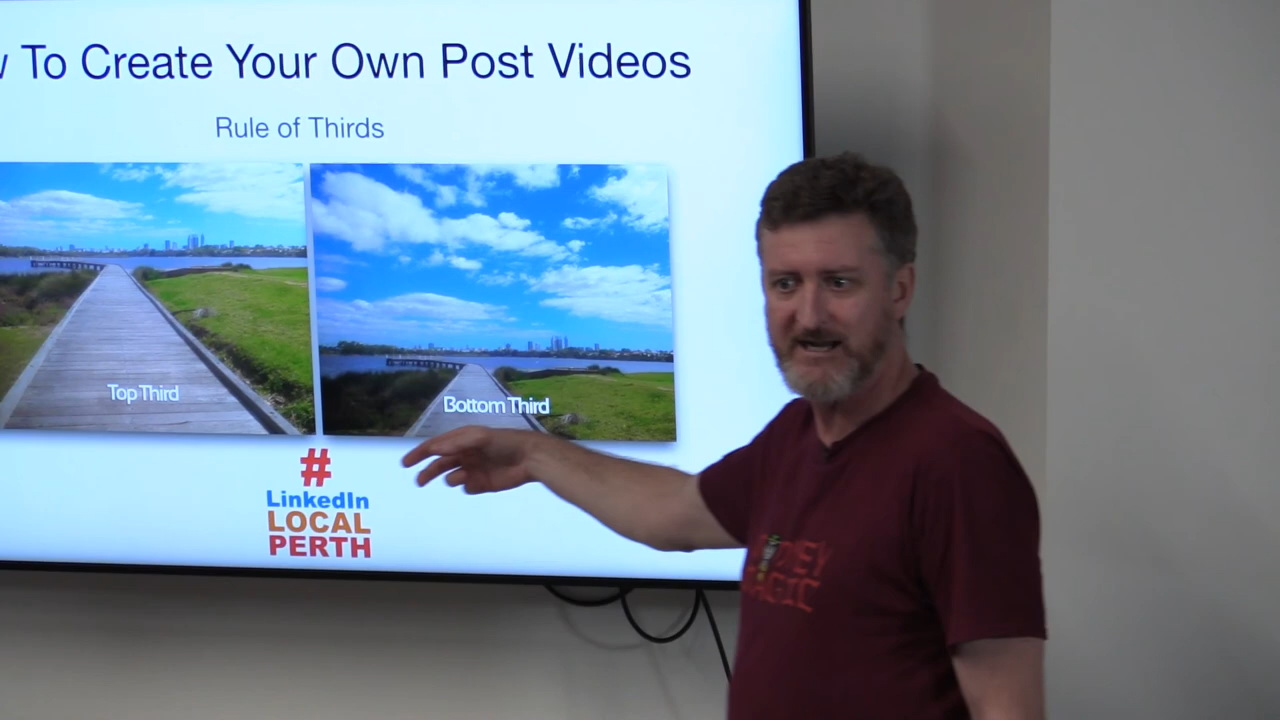 To Create Your Own Post Videos
Rule of Thirds
Top Third
Bottom Third
#
LinkedIn
LOCAL
PERTH